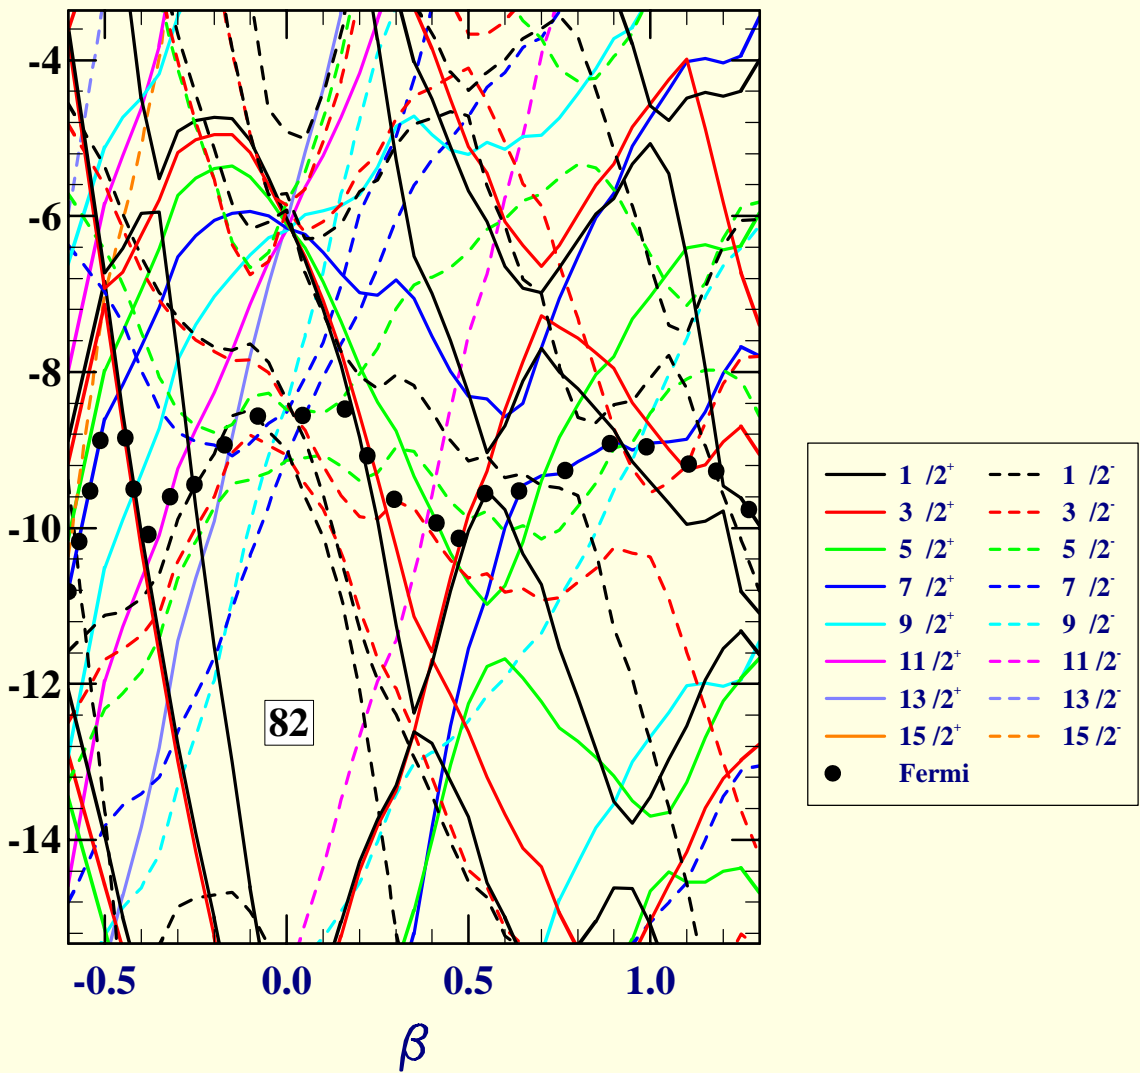 -4
-6
-8
-10
-12
-14
82
-0.5 0.0 0.5 1.0
β
1 /2⁺ 1 /2⁻
3 /2⁺ 3 /2⁻
5 /2⁺ 5 /2⁻
7 /2⁺ 7 /2⁻
9 /2⁺ 9 /2⁻
11 /2⁺ 11 /2⁻
13 /2⁺ 13 /2⁻
15 /2⁺ 15 /2⁻
Fermi